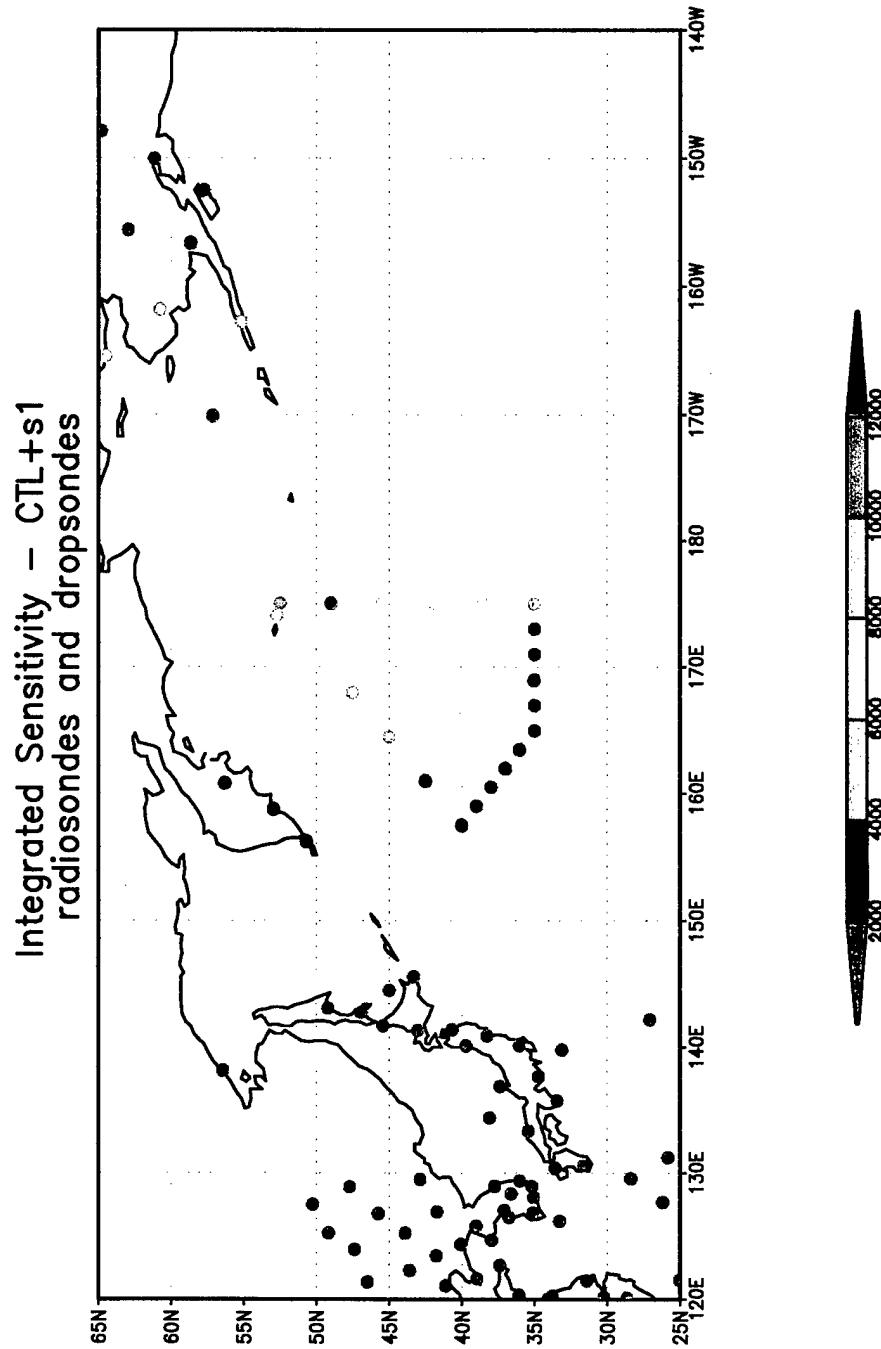 Integrated Sensitivity − CTL+s1
radiosondes and dropsondes
65N
60N
55N
50N
45N
40N
35N
30N
25N
120E 130E 140E 150E 160E 170E 180 170W 160W 150W 140W
2000 4000 6000 8000 10000 12000